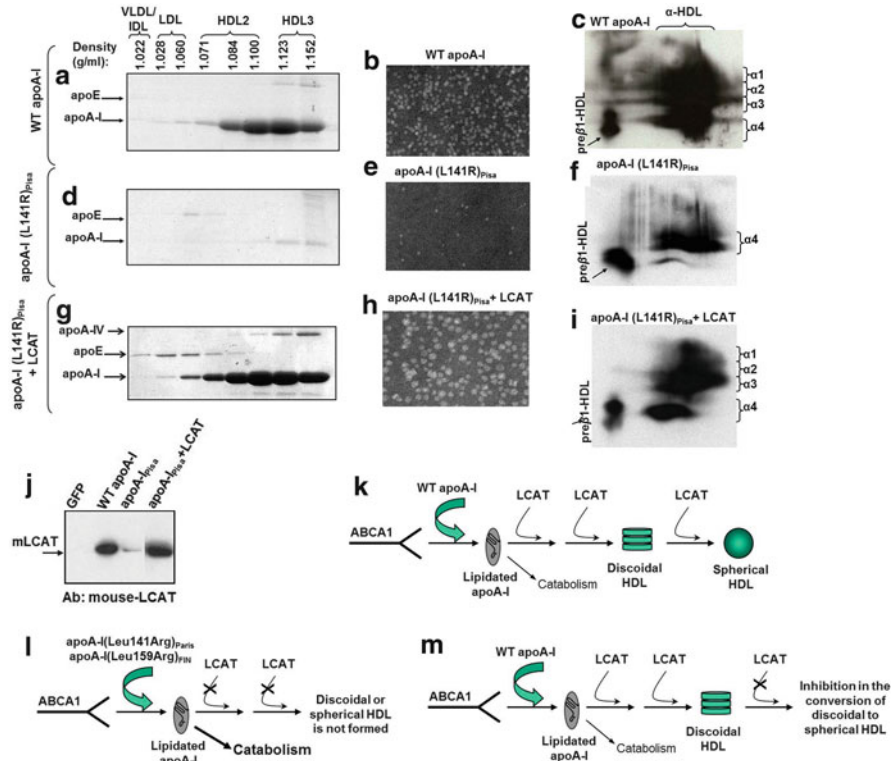 VLDL/
IDL
LDL
HDL2
HDL3
Density
(g/ml):
1.022
1.028
1.060
1.071
1.084
1.100
1.123
1.152
WT apoA-I
a
apoE
apoA-I
b
WT apoA-I
c
WT apoA-I
α-HDL
α1
α2
α3
α4
preβ1-HDL
apoA-I (L141R)Pisa
d
apoE
apoA-I
e
apoA-I (L141R)Pisa
f
apoA-I (L141R)Pisa
α4
preβ1-HDL
apoA-I (L141R)Pisa
+ LCAT
g
apoA-IV
apoE
apoA-I
h
apoA-I (L141R)Pisa+ LCAT
i
apoA-I (L141R)Pisa+ LCAT
α1
α2
α3
α4
preβ1-HDL
j
GFP
WT apoA-I
apoA-IPisa
apoA-IPisa+LCAT
mLCAT
Ab: mouse-LCAT
k
WT apoA-I
LCAT
LCAT
LCAT
ABCA1
Lipidated
apoA-I
Catabolism
Discoidal
HDL
Spherical
HDL
l
apoA-I(Leu141Arg)Paris
apoA-I(Leu159Arg)FIN
LCAT
LCAT
ABCA1
Lipidated
apoA-I
Catabolism
Discoidal or
spherical HDL
is not formed
m
WT apoA-I
LCAT
LCAT
LCAT
ABCA1
Lipidated
apoA-I
Catabolism
Discoidal
HDL
Inhibition in the
conversion of
discoidal to
spherical HDL